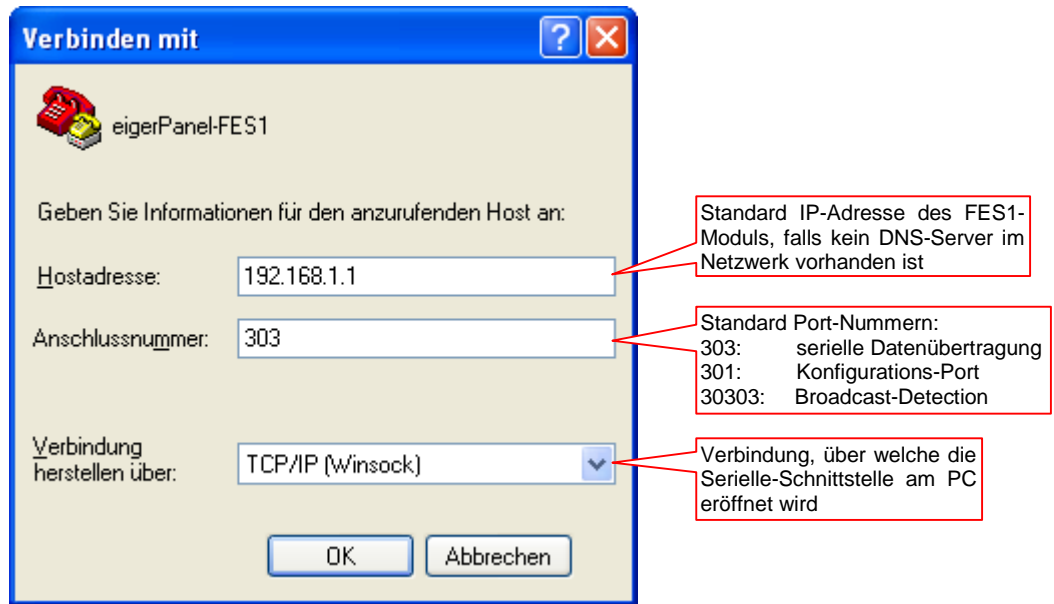 Verbinden mit
eigerPanel-FES1
Geben Sie Informationen für den anzurufenden Host an:
Hostadresse:
192.168.1.1
Anschlussnummer:
303
Verbindung
herstellen über:
TCP/IP (Winsock)
OK
Abbrechen
Standard IP-Adresse des FES1-
Moduls, falls kein DNS-Server im
Netzwerk vorhanden ist
Standard Port-Nummern:
303: serielle Datenübertragung
301: Konfigurations-Port
30303: Broadcast-Detection
Verbindung, über welche die
Serielle-Schnittstelle am PC
eröffnet wird